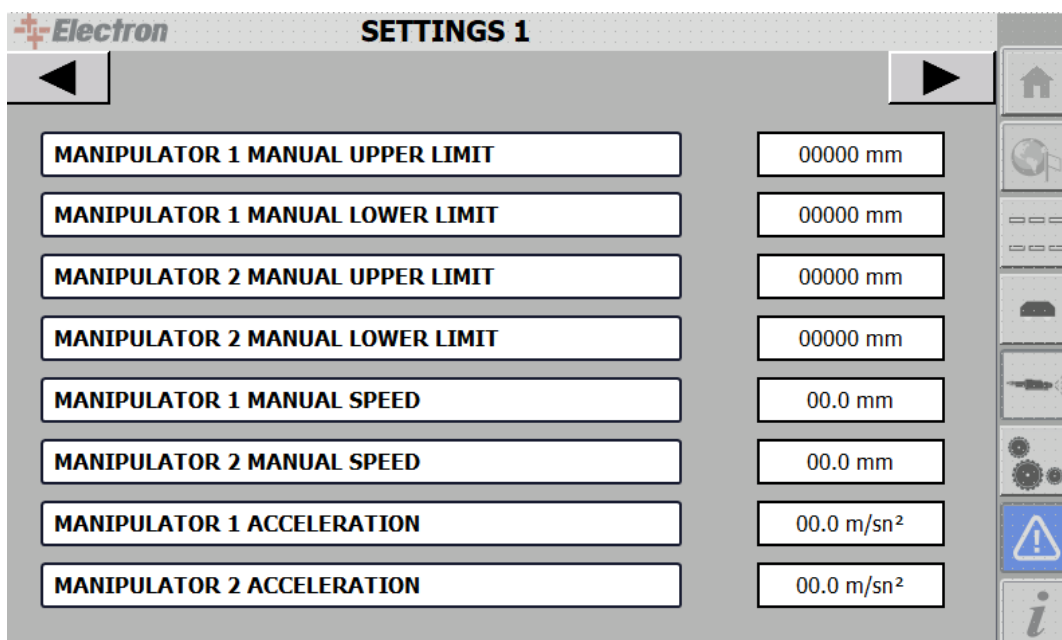 Electron
SETTINGS 1
MANIPULATOR 1 MANUAL UPPER LIMIT 00000 mm
MANIPULATOR 1 MANUAL LOWER LIMIT 00000 mm
MANIPULATOR 2 MANUAL UPPER LIMIT 00000 mm
MANIPULATOR 2 MANUAL LOWER LIMIT 00000 mm
MANIPULATOR 1 MANUAL SPEED 00.0 mm
MANIPULATOR 2 MANUAL SPEED 00.0 mm
MANIPULATOR 1 ACCELERATION 00.0 m/sn²
MANIPULATOR 2 ACCELERATION 00.0 m/sn²